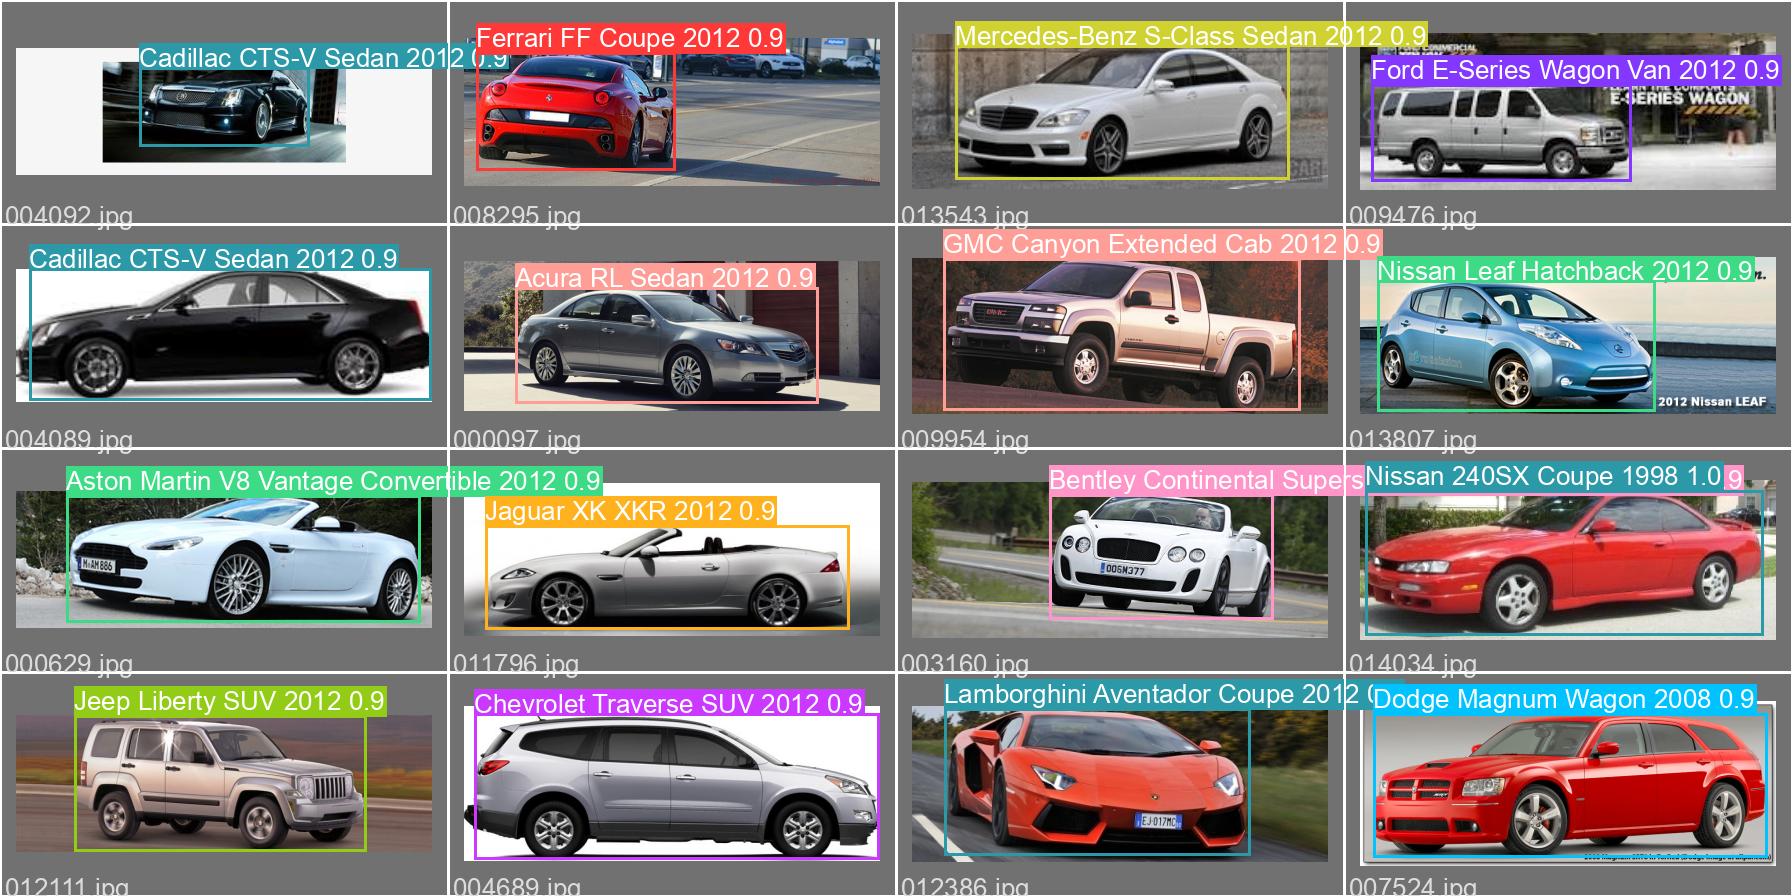 Cadillac CTS-V Sedan 2012 0.9
004092.jpg
Ferrari FF Coupe 2012 0.9
008295.jpg
Mercedes-Benz S-Class Sedan 2012 0.9
013543.jpg
Ford E-Series Wagon Van 2012 0.9
E-SERIES WAGON
009476.jpg
Cadillac CTS-V Sedan 2012 0.9
004089.jpg
Acura RL Sedan 2012 0.9
000097.jpg
GMC Canyon Extended Cab 2012 0.9
GMC
009954.jpg
Nissan Leaf Hatchback 2012 0.9
2012 Nissan LEAF
013807.jpg
Aston Martin V8 Vantage Convertible 2012 0.9
M·AM 886
000629.jpg
Jaguar XK XKR 2012 0.9
011796.jpg
Bentley Continental Supers
003160.jpg
Nissan 240SX Coupe 1998 1.0
.9
014034.jpg
Jeep Liberty SUV 2012 0.9
012111.jpg
Chevrolet Traverse SUV 2012 0.9
004689.jpg
Lamborghini Aventador Coupe 2012
EJ·017MC
012386.jpg
Dodge Magnum Wagon 2008 0.9
007524.jpg